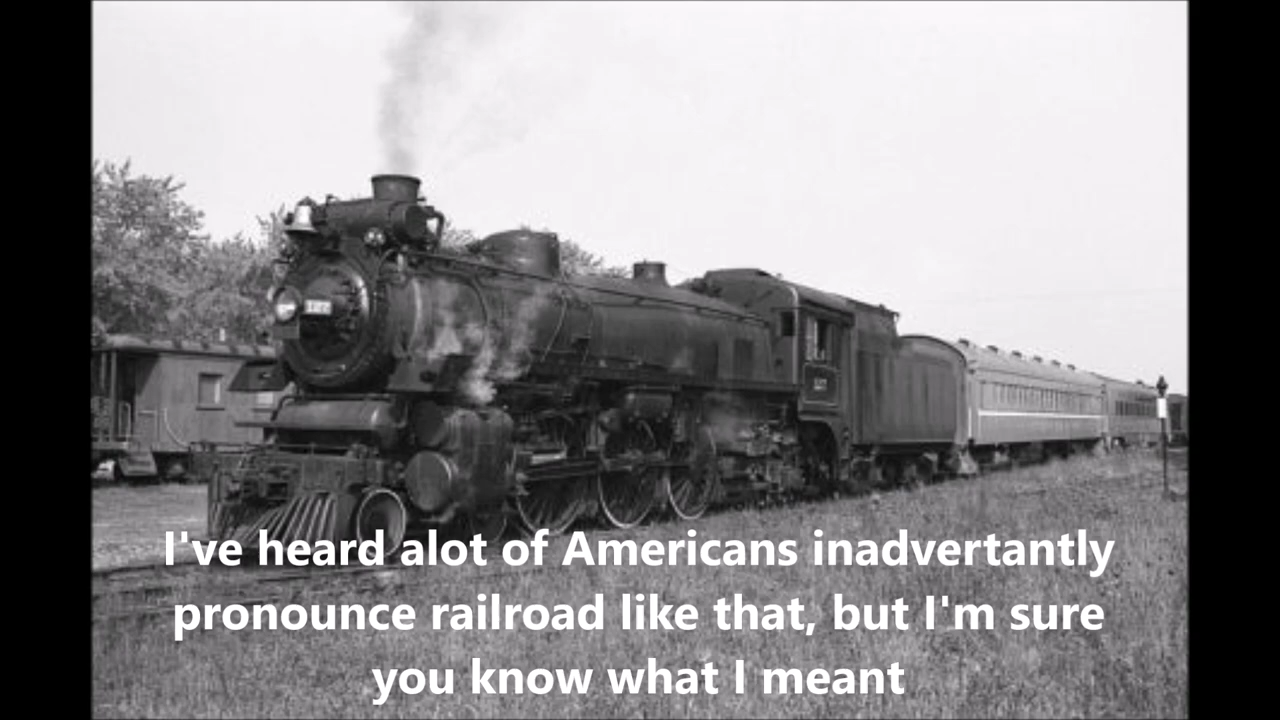 I've heard alot of Americans inadvertantly
pronounce railroad like that, but I'm sure
you know what I meant